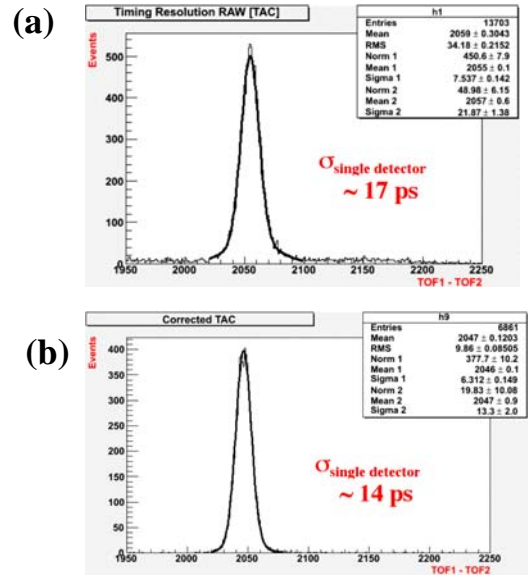 (a)
Timing Resolution RAW [TAC]
Events
500
400
300
200
100
0
1950 2000 2050 2100 2150 2200 2250
TOF1 - TOF2
h1
Entries 13703
Mean 2059 ± 0.3043
RMS 34.18 ± 0.2152
Norm 1 450.6 ± 7.9
Mean 1 2055 ± 0.1
Sigma 1 7.537 ± 0.142
Norm 2 48.98 ± 6.15
Mean 2 2057 ± 0.6
Sigma 2 21.87 ± 1.38
σsingle detector
~ 17 ps
(b)
Corrected TAC
Events
400
350
300
250
200
150
100
50
0
1950 2000 2050 2100 2150 2200 2250
TOF1 - TOF2
h9
Entries 6861
Mean 2047 ± 0.1203
RMS 9.86 ± 0.08505
Norm 1 377.7 ± 10.2
Mean 1 2046 ± 0.1
Sigma 1 6.312 ± 0.149
Norm 2 19.83 ± 10.08
Mean 2 2047 ± 0.9
Sigma 2 13.3 ± 2.0
σsingle detector
~ 14 ps